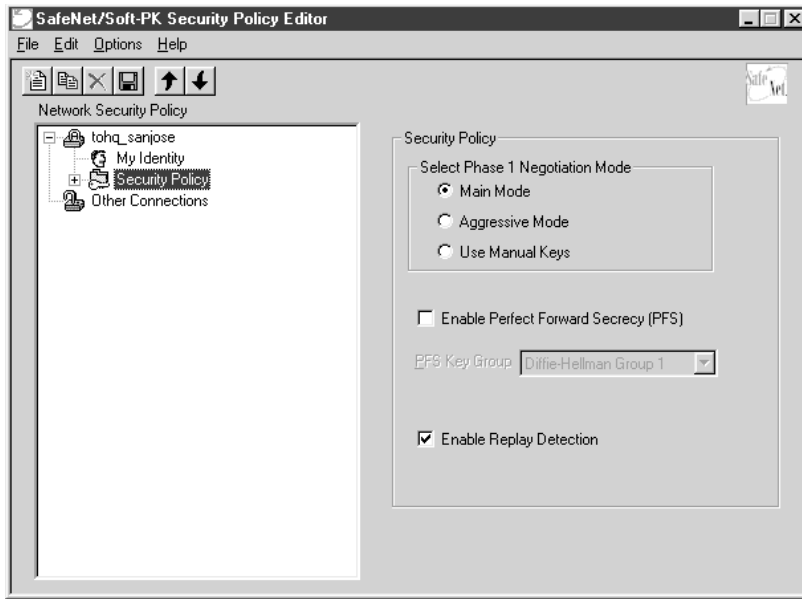 SafeNet/Soft-PK Security Policy Editor
File Edit Options Help
Safe Net
Network Security Policy
tohq_sanjose
My Identity
Security Policy
Other Connections
Security Policy
Select Phase 1 Negotiation Mode
Main Mode
Aggressive Mode
Use Manual Keys
Enable Perfect Forward Secrecy (PFS)
PFS Key Group Diffie-Hellman Group 1
Enable Replay Detection